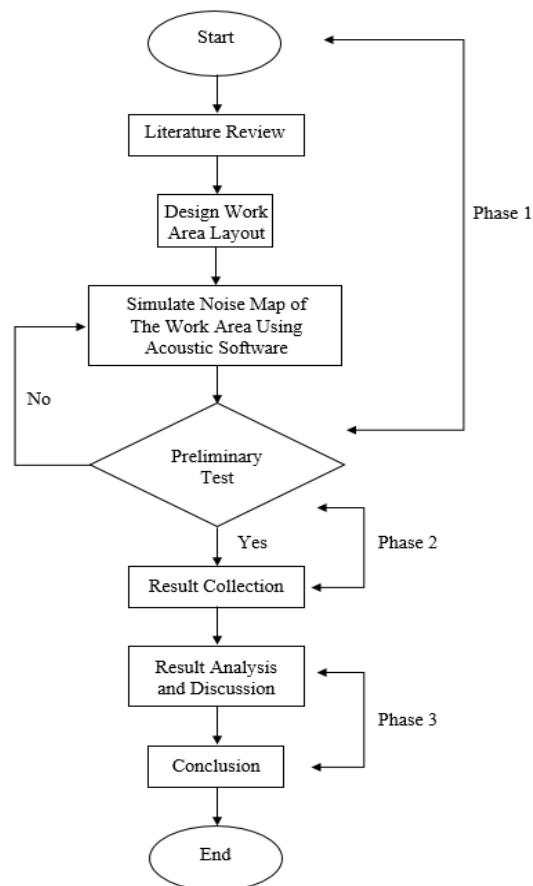 Start
Literature Review
Phase 1
Design Work
Area Layout
Simulate Noise Map of
The Work Area Using
Acoustic Software
No
Preliminary
Test
Yes
Phase 2
Result Collection
Result Analysis
and Discussion
Phase 3
Conclusion
End